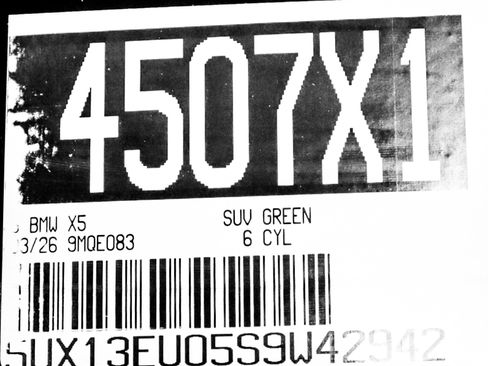 4507X1
BMW X5 SUV GREEN
3/26 9MQE083 6 CYL
5UX13EU05S9W42942